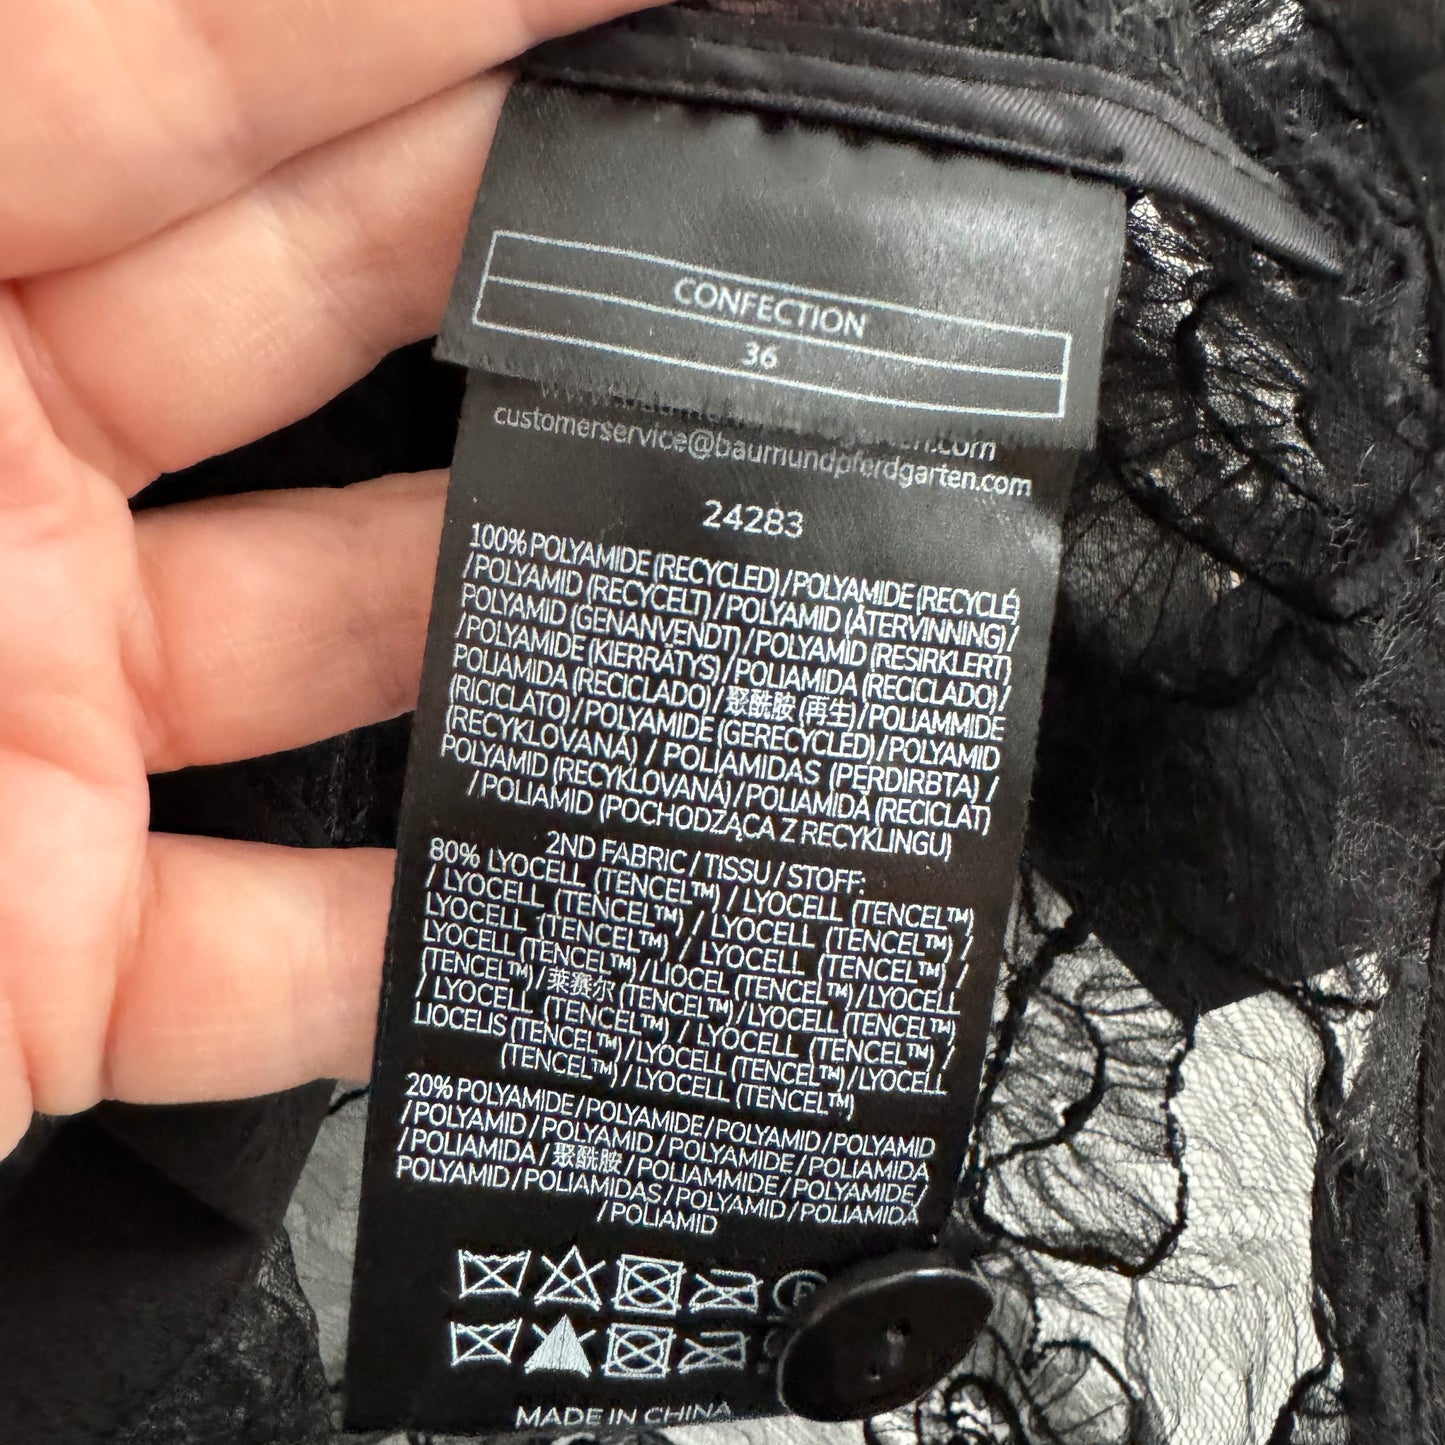 CONFECTION
36
customerservice@baumundpferdgarten.com
24283
100% POLYAMIDE (RECYCLED) / POLYAMIDE (RECYCLÉ)
/POLYAMID (RECYCELT) / POLYAMID (ÅTERVINNING) /
POLYAMID (GENANVENDT) / POLYAMID (RESIRKLERT)
/POLYAMIDE (KIERRÄTYS) / POLIAMIDA (RECICLADO) /
POLIAMIDA (RECICLADO) / 聚酰胺 (再生) / POLIAMMIDE
(RICICLATO) / POLYAMIDE (GERECYCLED) / POLYAMID
(RECYKLOVANÁ) / POLIAMIDAS (PERDIRBTA) /
POLYAMID (RECYKLOVANÁ) / POLIAMIDĂ (RECICLAT)
/ POLIAMID (POCHODZĄCA Z RECYKLINGU)
2ND FABRIC / TISSU / STOFF:
80% LYOCELL (TENCEL™) / LYOCELL (TENCEL™)
/ LYOCELL (TENCEL™) / LYOCELL (TENCEL™) /
LYOCELL (TENCEL™) / LYOCELL (TENCEL™) /
LYOCELL (TENCEL™) / LIOCEL (TENCEL™) / LYOCELL
(TENCEL™) / 莱赛尔 (TENCEL™) / LYOCELL (TENCEL™)
/ LYOCELL (TENCEL™) / LYOCELL (TENCEL™) /
LIOCELIS (TENCEL™) / LYOCELL (TENCEL™) / LYOCELL
(TENCEL™) / LYOCELL (TENCEL™)
20% POLYAMIDE / POLYAMIDE / POLYAMID / POLYAMID
/ POLYAMID / POLYAMID / POLYAMIDE / POLIAMIDA
/ POLIAMIDA / 聚酰胺 / POLIAMMIDE / POLYAMIDE /
POLYAMID / POLIAMIDAS / POLYAMID / POLIAMIDĂ
/ POLIAMID
MADE IN CHINA